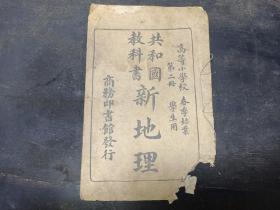 高等小學校 春季始業
第二冊 學生用
共和國
教科書
新地理
商務印書館發行